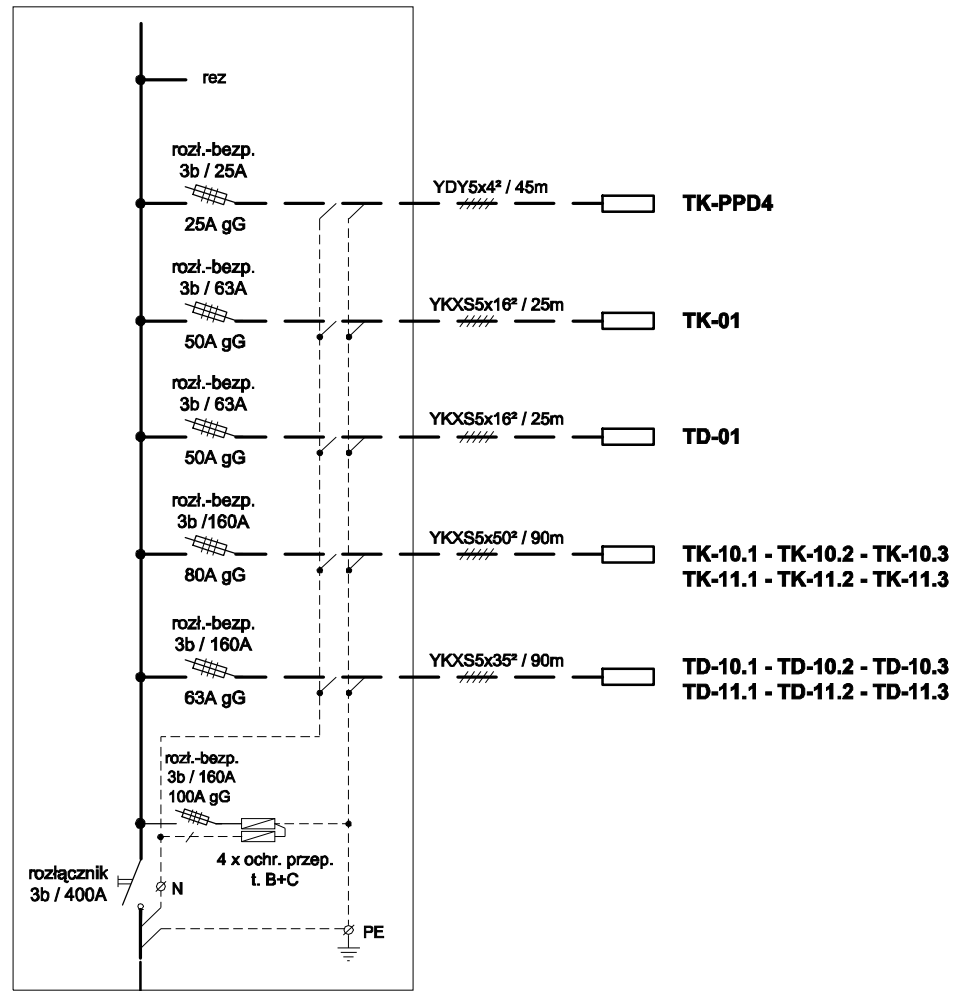 rez
rozł.-bezp.
3b / 25A
25A gG
YDY5x4² / 45m
TK-PPD4
rozł.-bezp.
3b / 63A
50A gG
YKXS5x16² / 25m
TK-01
rozł.-bezp.
3b / 63A
50A gG
YKXS5x16² / 25m
TD-01
rozł.-bezp.
3b /160A
80A gG
YKXS5x50² / 90m
TK-10.1 - TK-10.2 - TK-10.3
TK-11.1 - TK-11.2 - TK-11.3
rozł.-bezp.
3b / 160A
63A gG
YKXS5x35² / 90m
TD-10.1 - TD-10.2 - TD-10.3
TD-11.1 - TD-11.2 - TD-11.3
rozł.-bezp.
3b / 160A
100A gG
4 x ochr. przep.
t. B+C
rozłącznik
3b / 400A
N
PE